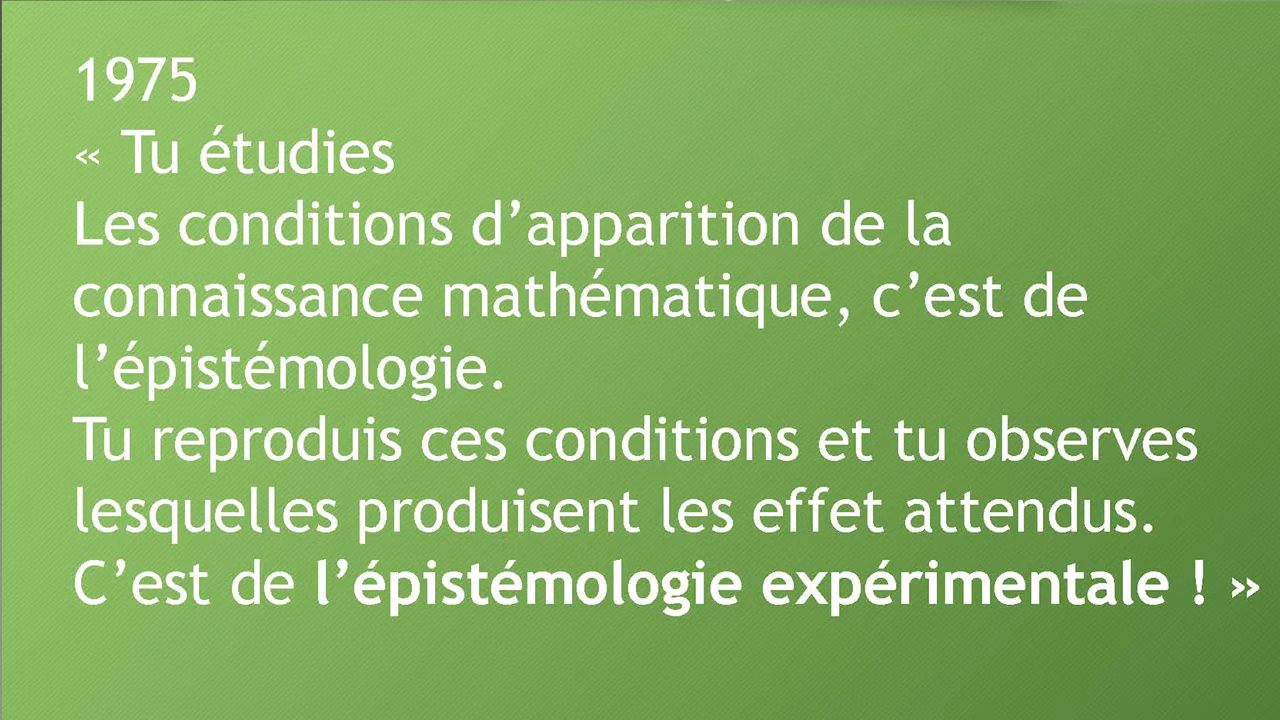 1975
« Tu étudies
Les conditions d’apparition de la
connaissance mathématique, c’est de
l’épistémologie.
Tu reproduis ces conditions et tu observes
lesquelles produisent les effet attendus.
C’est de l’épistémologie expérimentale ! »